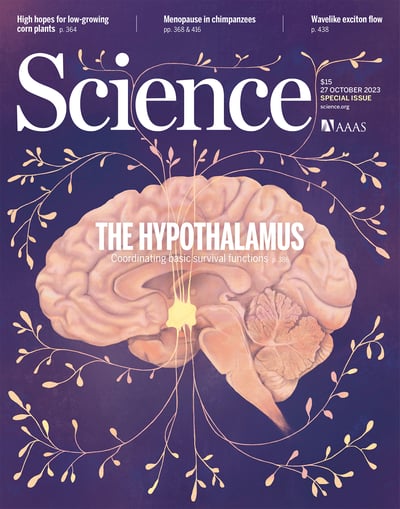 High hopes for low-growing
corn plants p. 364
Menopause in chimpanzees
pp. 368 & 416
Wavelike exciton flow
p. 438
Science
$15
27 OCTOBER 2023
SPECIAL ISSUE
science.org
AAAS
THE HYPOTHALAMUS
Coordinating basic survival functions p. 386